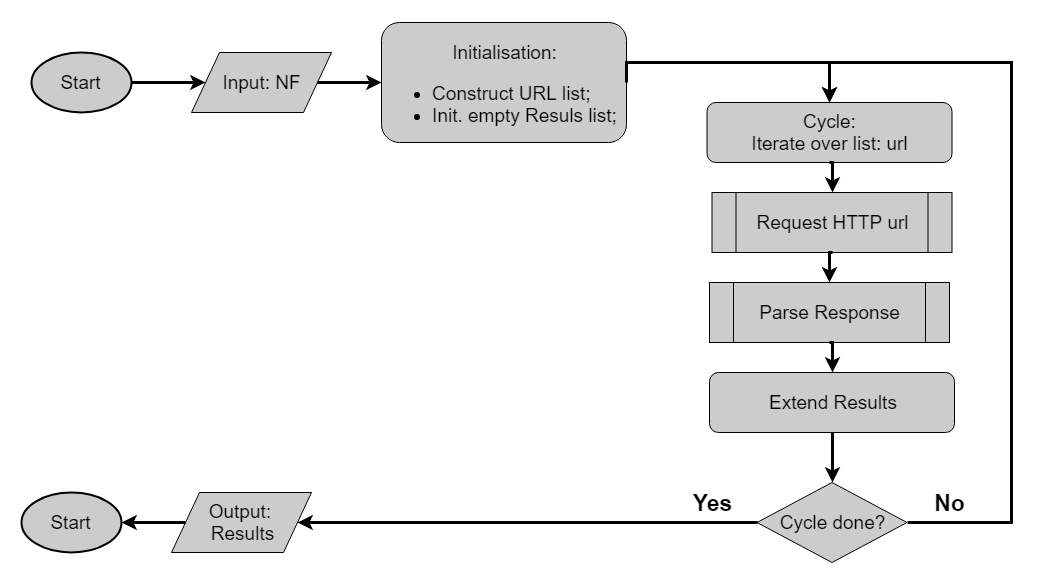 Start
Input: NF
Initialisation:
• Construct URL list;
• Init. empty Resuls list;
Cycle:
Iterate over list: url
Request HTTP url
Parse Response
Extend Results
Cycle done?
No
Yes
Output:
Results
Start